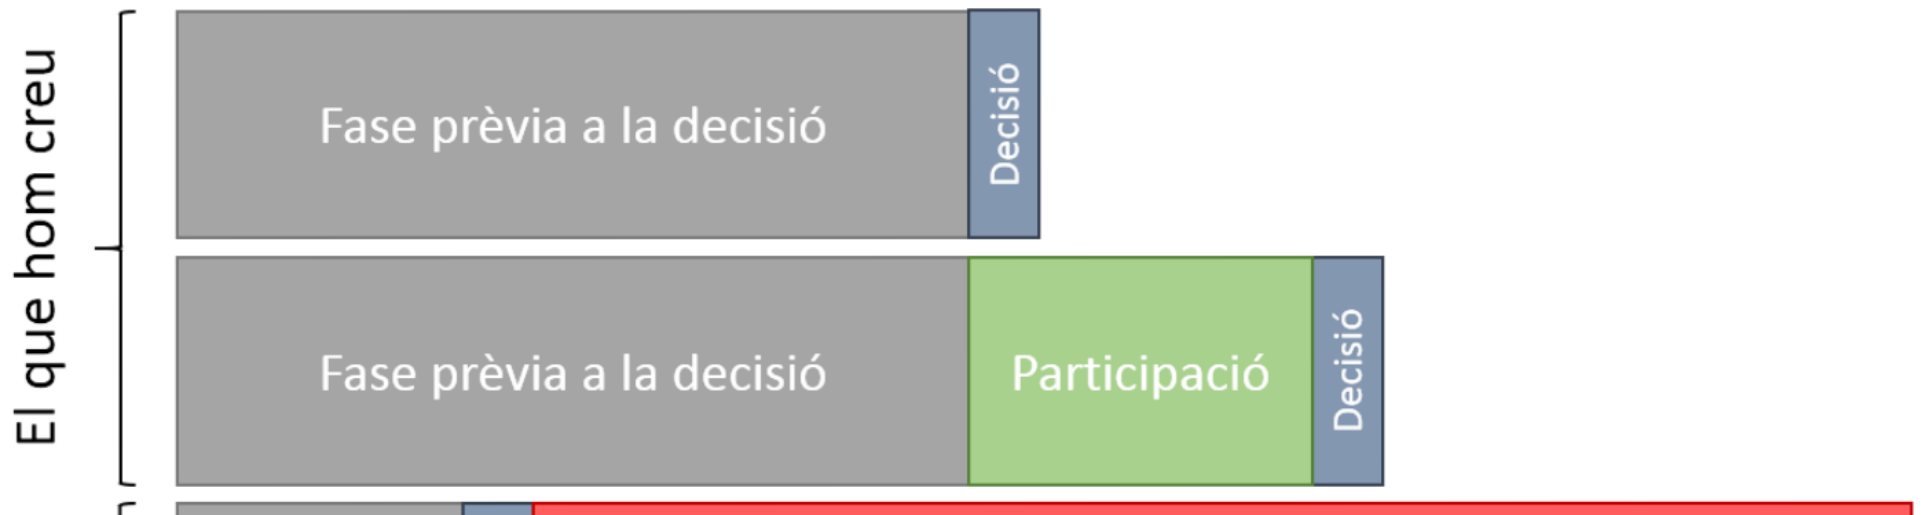 El que hom creu
Fase prèvia a la decisió
Decisió
Fase prèvia a la decisió
Participació
Decisió